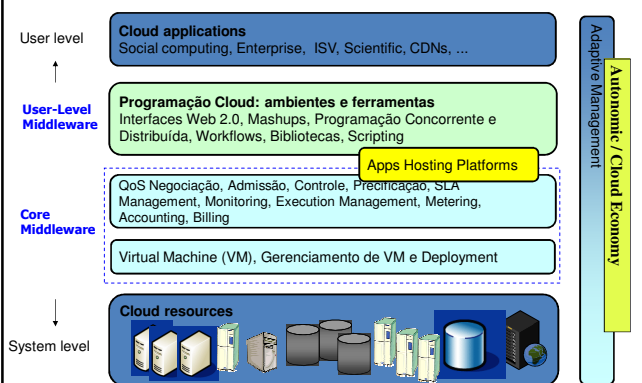 User level
Cloud applications
Social computing, Enterprise, ISV, Scientific, CDNs, ...
User-Level
Middleware
Programação Cloud: ambientes e ferramentas
Interfaces Web 2.0, Mashups, Programação Concorrente e
Distribuída, Workflows, Bibliotecas, Scripting
Apps Hosting Platforms
Core
Middleware
QoS Negociação, Admissão, Controle, Precificação, SLA
Management, Monitoring, Execution Management, Metering,
Accounting, Billing
Virtual Machine (VM), Gerenciamento de VM e Deployment
Cloud resources
System level
Adaptive Management
Autonomic / Cloud Economy